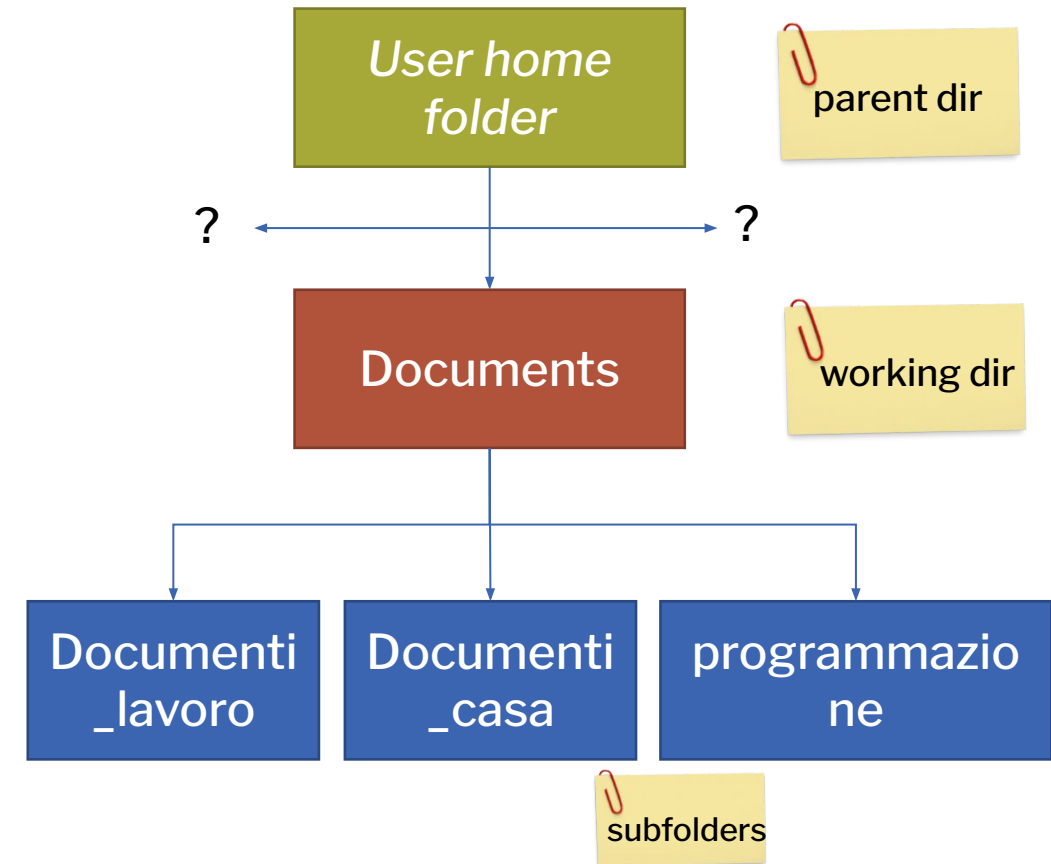 User home
folder
parent dir
?
?
Documents
working dir
Documenti
_lavoro
Documenti
_casa
programmazio
ne
subfolders